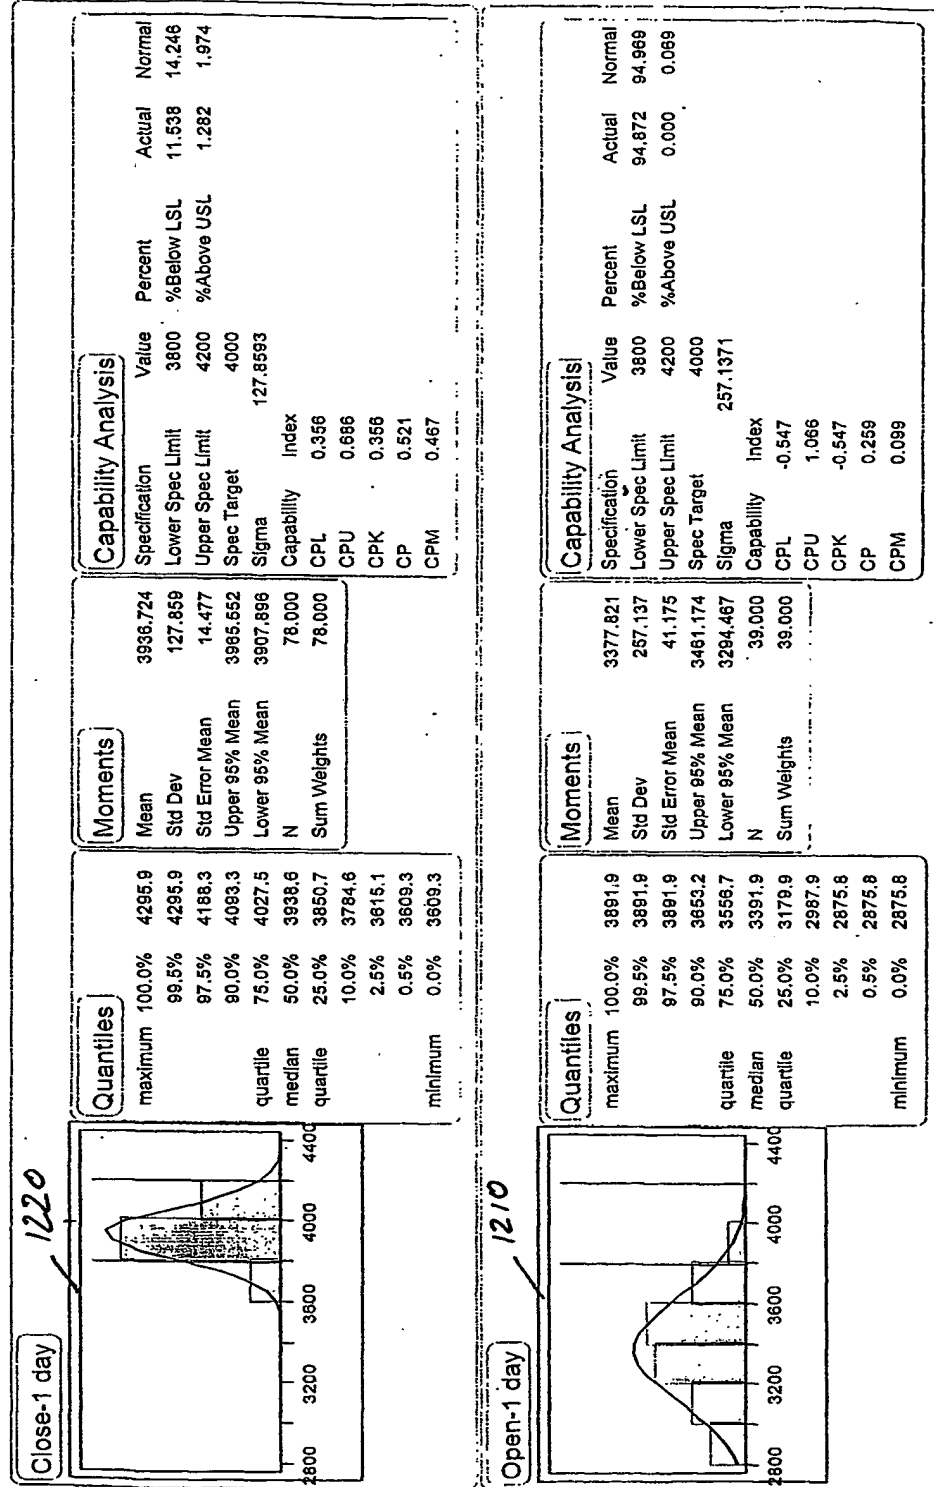 Close-1 day
1220
2800 3200 3600 4000 4400
Quantiles
maximum 100.0% 4295.9
99.5% 4295.9
97.5% 4188.3
90.0% 4093.3
quartile 75.0% 4027.5
median 50.0% 3938.6
quartile 25.0% 3850.7
10.0% 3784.6
2.5% 3615.1
0.5% 3609.3
minimum 0.0% 3609.3
Moments
Mean 3936.724
Std Dev 127.859
Std Error Mean 14.477
Upper 95% Mean 3965.552
Lower 95% Mean 3907.896
N 78.000
Sum Weights 78.000
Capability Analysis
Specification Value Percent Actual Normal
Lower Spec Limit 3800 %Below LSL 11.538 14.246
Upper Spec Limit 4200 %Above USL 1.282 1.974
Spec Target 4000
Sigma 127.8593
Capability Index
CPL 0.356
CPU 0.686
CPK 0.356
CP 0.521
CPM 0.467
Open-1 day
1210
2800 3200 3600 4000 4400
Quantiles
maximum 100.0% 3891.9
99.5% 3891.9
97.5% 3891.9
90.0% 3653.2
quartile 75.0% 3556.7
median 50.0% 3391.9
quartile 25.0% 3179.9
10.0% 2987.9
2.5% 2875.8
0.5% 2875.8
minimum 0.0% 2875.8
Moments
Mean 3377.821
Std Dev 257.137
Std Error Mean 41.175
Upper 95% Mean 3461.174
Lower 95% Mean 3294.467
N 39.000
Sum Weights 39.000
Capability Analysis
Specification Value Percent Actual Normal
Lower Spec Limit 3800 %Below LSL 94.872 94.969
Upper Spec Limit 4200 %Above USL 0.000 0.069
Spec Target 4000
Sigma 257.1371
Capability Index
CPL -0.547
CPU 1.066
CPK -0.547
CP 0.259
CPM 0.099